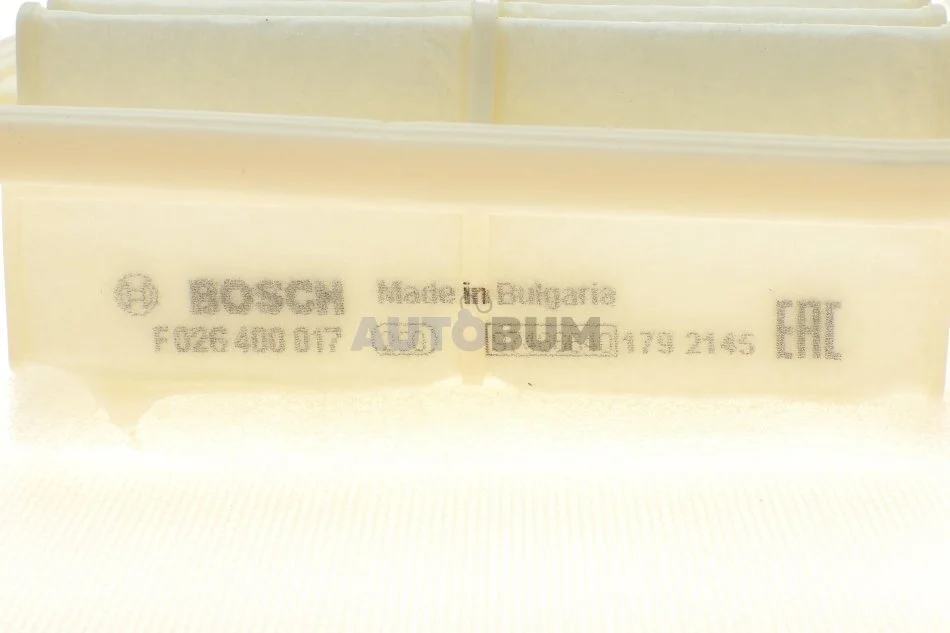 BOSCH Made in Bulgaria
F 026 400 017 179 2145 EAC
AUTOBUM